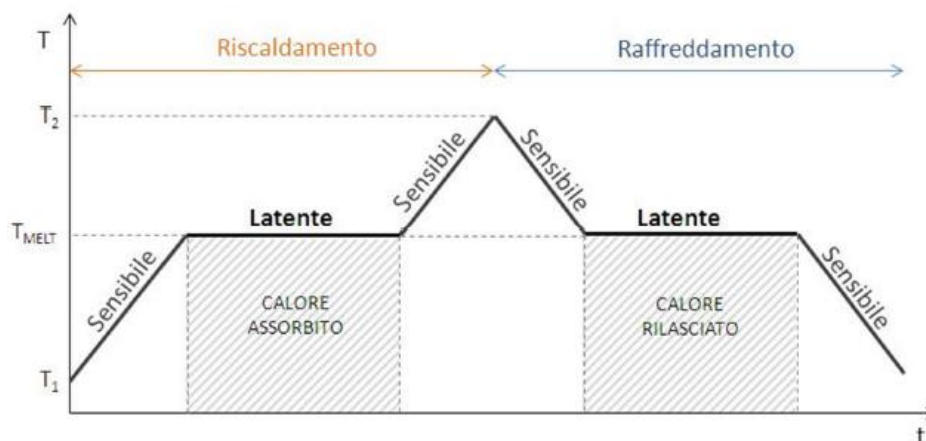 T
Riscaldamento
Raffreddamento
T2
Sensibile
Sensibile
Latente
Latente
TMELT
Sensibile
CALORE
ASSORBITO
CALORE
RILASCIATO
Sensibile
T1
t